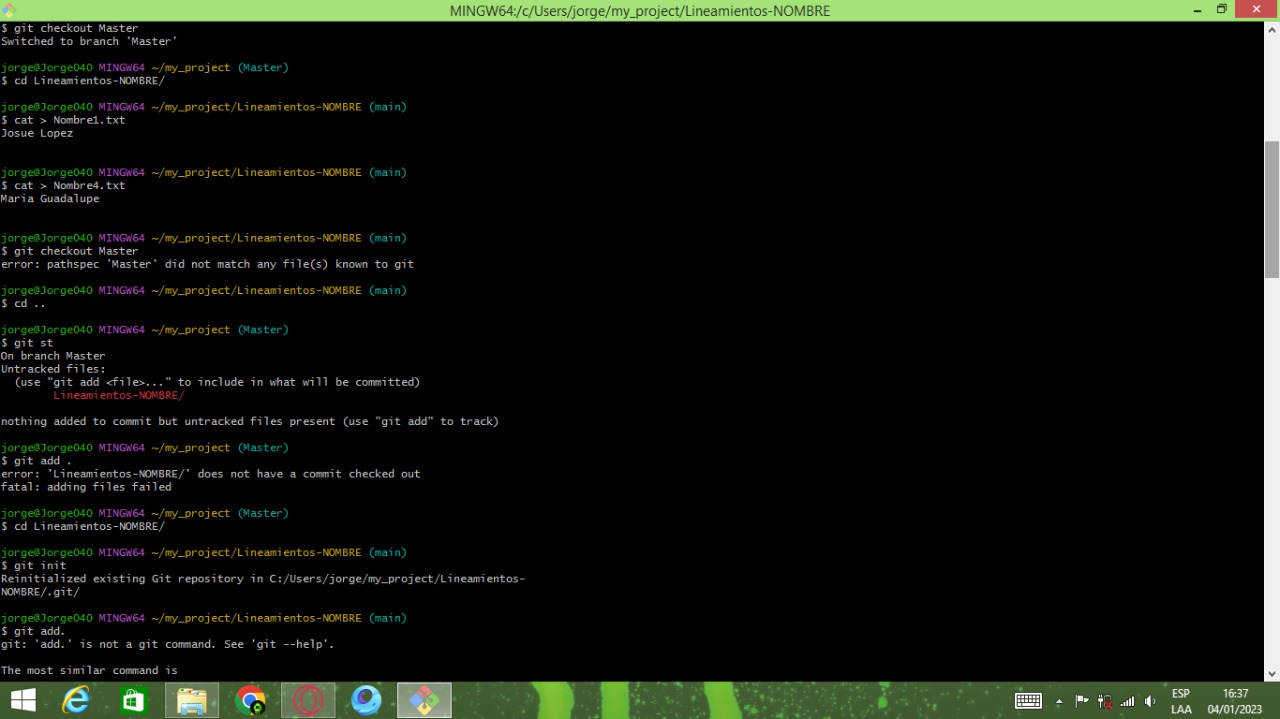 MINGW64:/c/Users/jorge/my_project/Lineamientos-NOMBRE
$ git checkout Master
Switched to branch 'Master'
jorge@Jorge040 MINGW64 ~/my_project (Master)
$ cd Lineamientos-NOMBRE/
jorge@Jorge040 MINGW64 ~/my_project/Lineamientos-NOMBRE (main)
$ cat > Nombre1.txt
Josue Lopez
jorge@Jorge040 MINGW64 ~/my_project/Lineamientos-NOMBRE (main)
$ cat > Nombre4.txt
Maria Guadalupe
jorge@Jorge040 MINGW64 ~/my_project/Lineamientos-NOMBRE (main)
$ git checkout Master
error: pathspec 'Master' did not match any file(s) known to git
jorge@Jorge040 MINGW64 ~/my_project/Lineamientos-NOMBRE (main)
$ cd ..
jorge@Jorge040 MINGW64 ~/my_project (Master)
$ git st
On branch Master
Untracked files:
  (use "git add <file>..." to include in what will be committed)
        Lineamientos-NOMBRE/
nothing added to commit but untracked files present (use "git add" to track)
jorge@Jorge040 MINGW64 ~/my_project (Master)
$ git add .
error: 'Lineamientos-NOMBRE/' does not have a commit checked out
fatal: adding files failed
jorge@Jorge040 MINGW64 ~/my_project (Master)
$ cd Lineamientos-NOMBRE/
jorge@Jorge040 MINGW64 ~/my_project/Lineamientos-NOMBRE (main)
$ git init
Reinitialized existing Git repository in C:/Users/jorge/my_project/Lineamientos-
NOMBRE/.git/
jorge@Jorge040 MINGW64 ~/my_project/Lineamientos-NOMBRE (main)
$ git add.
git: 'add.' is not a git command. See 'git --help'.
The most similar command is
ESP 16:37
LAA 04/01/2023